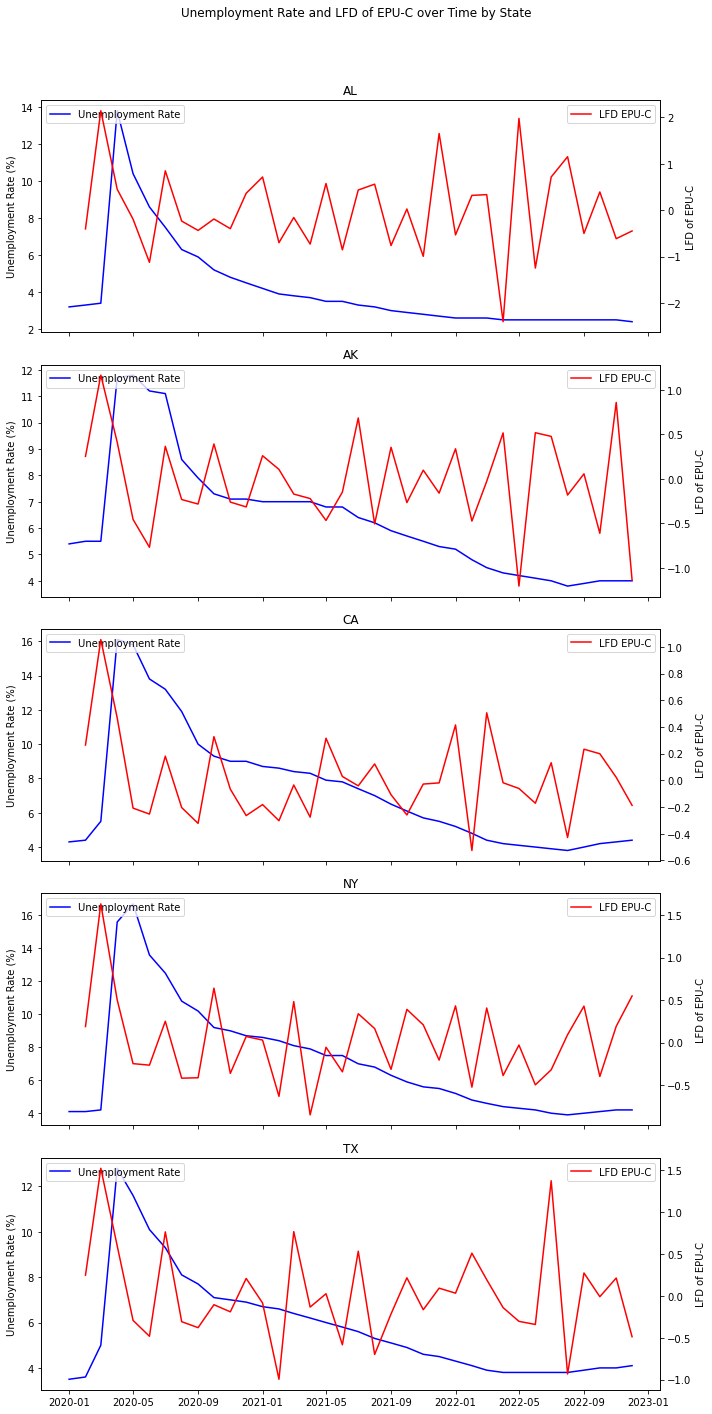 Unemployment Rate and LFD of EPU-C over Time by State
AL
Unemployment Rate
LFD EPU-C
Unemployment Rate (%)
14
12
10
8
6
4
2
2
1
0
−1
−2
LFD of EPU-C
AK
Unemployment Rate
LFD EPU-C
Unemployment Rate (%)
12
11
10
9
8
7
6
5
4
1.0
0.5
0.0
−0.5
−1.0
LFD of EPU-C
CA
Unemployment Rate
LFD EPU-C
Unemployment Rate (%)
16
14
12
10
8
6
4
1.0
0.8
0.6
0.4
0.2
0.0
−0.2
−0.4
−0.6
LFD of EPU-C
NY
Unemployment Rate
LFD EPU-C
Unemployment Rate (%)
16
14
12
10
8
6
4
1.5
1.0
0.5
0.0
−0.5
LFD of EPU-C
TX
Unemployment Rate
LFD EPU-C
Unemployment Rate (%)
12
10
8
6
4
1.5
1.0
0.5
0.0
−0.5
−1.0
LFD of EPU-C
2020-01 2020-05 2020-09 2021-01 2021-05 2021-09 2022-01 2022-05 2022-09 2023-01